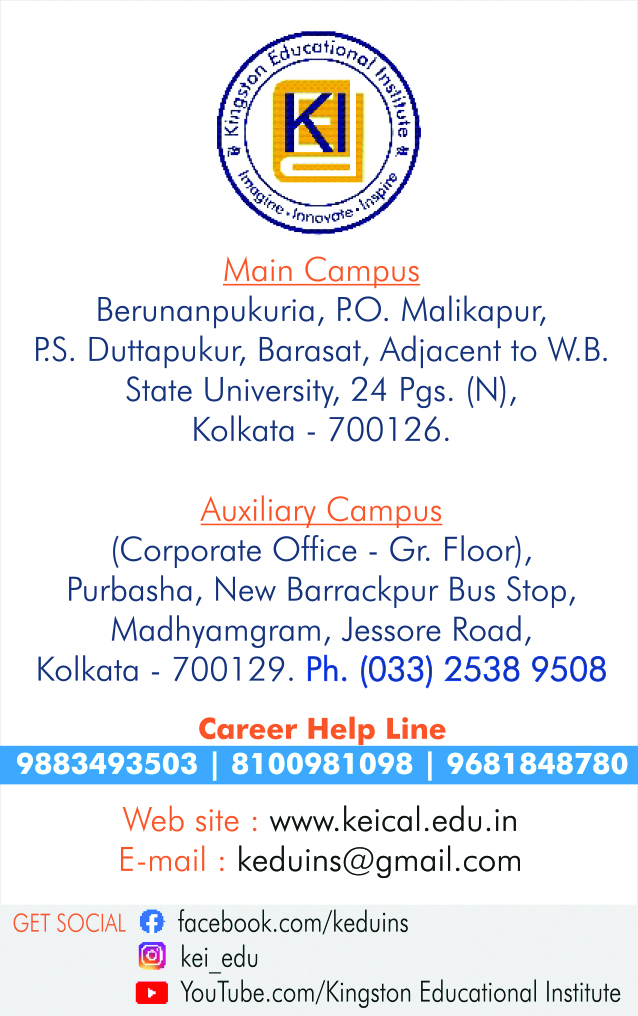 Kingston Educational Institute
Imagine • Innovate • Inspire
KI
Main Campus
Berunanpukuria, P.O. Malikapur,
P.S. Duttapukur, Barasat, Adjacent to W.B.
State University, 24 Pgs. (N),
Kolkata - 700126.
Auxiliary Campus
(Corporate Office - Gr. Floor),
Purbasha, New Barrackpur Bus Stop,
Madhyamgram, Jessore Road,
Kolkata - 700129. Ph. (033) 2538 9508
Career Help Line
9883493503 | 8100981098 | 9681848780
Web site : www.keical.edu.in
E-mail : keduins@gmail.com
GET SOCIAL facebook.com/keduins
kei_edu
YouTube.com/Kingston Educational Institute